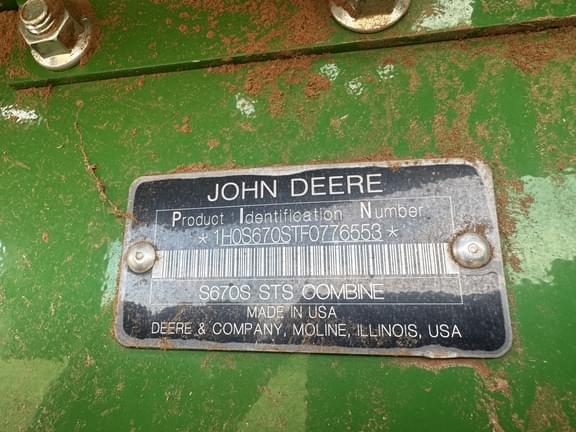 JOHN DEERE
Product Identification Number
*1H0S670STF0776553*
S670S STS COMBINE
MADE IN USA
DEERE & COMPANY, MOLINE, ILLINOIS, USA